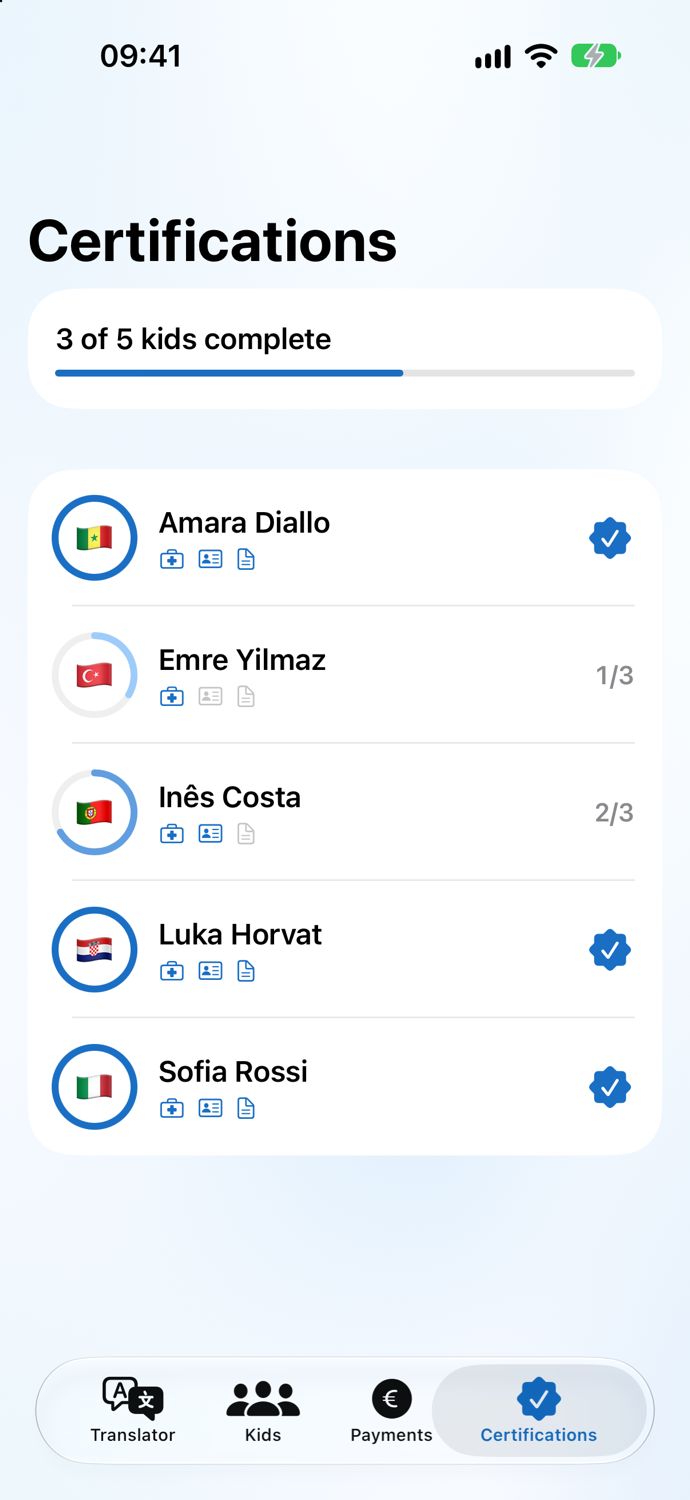 09:41
Certifications
3 of 5 kids complete
Amara Diallo
Emre Yilmaz
1/3
Inês Costa
2/3
Luka Horvat
Sofia Rossi
A 文
€
Translator
Kids
Payments
Certifications